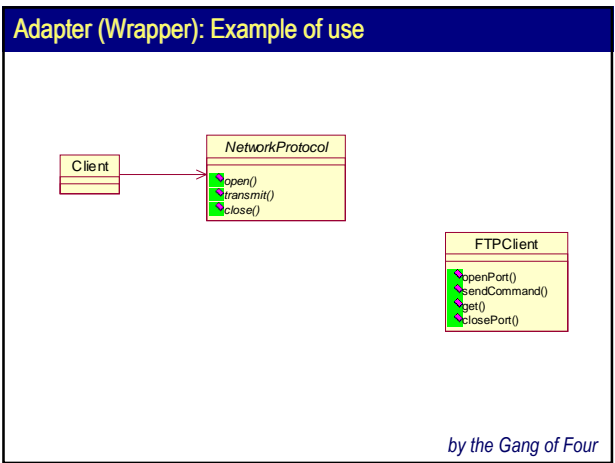 Adapter (Wrapper): Example of use
Client
NetworkProtocol
open()
transmit()
close()
FTPClient
openPort()
sendCommand()
get()
closePort()
by the Gang of Four